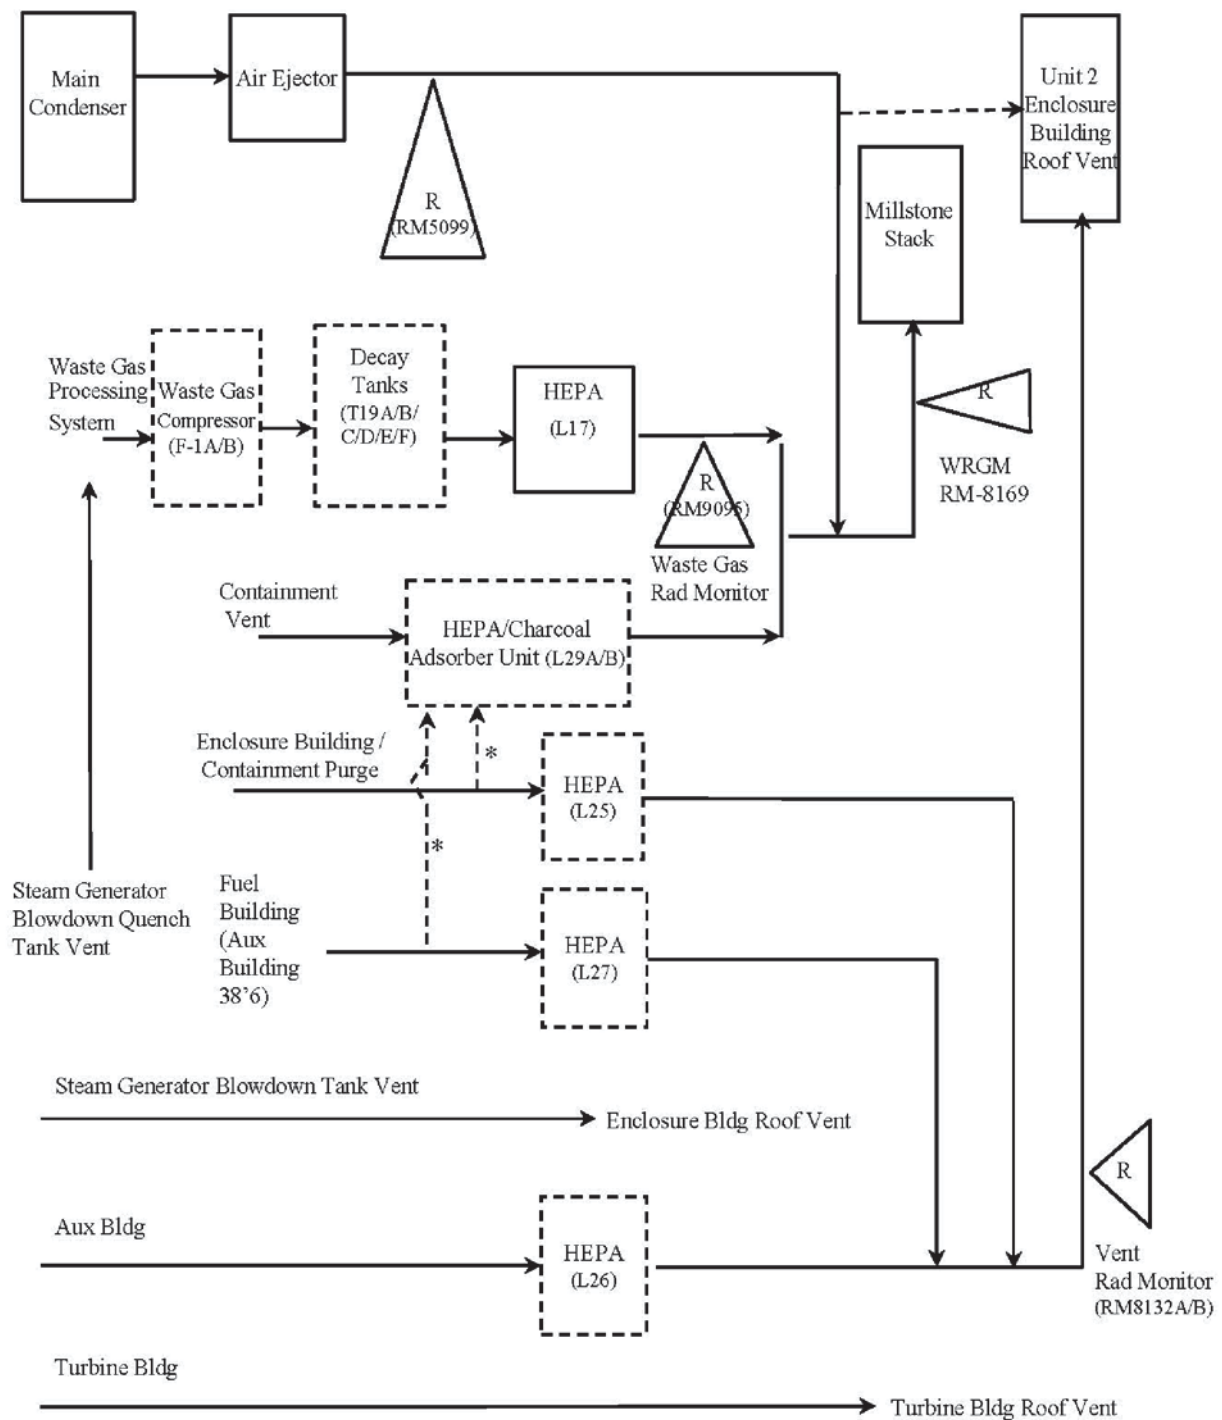 Main
Condenser
Air Ejector
Unit 2
Enclosure
Building
Roof Vent
R
(RM5099)
Millstone
Stack
Waste Gas
Processing
System
Waste Gas
Compressor
(F-1A/B)
Decay
Tanks
(T19A/B/
C/D/E/F)
HEPA
(L17)
R
(RM9095)
Waste Gas
Rad Monitor
R
WRGM
RM-8169
Containment
Vent
HEPA/Charcoal
Adsorber Unit (L29A/B)
Enclosure Building /
Containment Purge
*
HEPA
(L25)
*
Steam Generator
Blowdown Quench
Tank Vent
Fuel
Building
(Aux
Building
38'6)
HEPA
(L27)
Steam Generator Blowdown Tank Vent
Enclosure Bldg Roof Vent
R
Vent
Rad Monitor
(RM8132A/B)
Aux Bldg
HEPA
(L26)
Turbine Bldg
Turbine Bldg Roof Vent